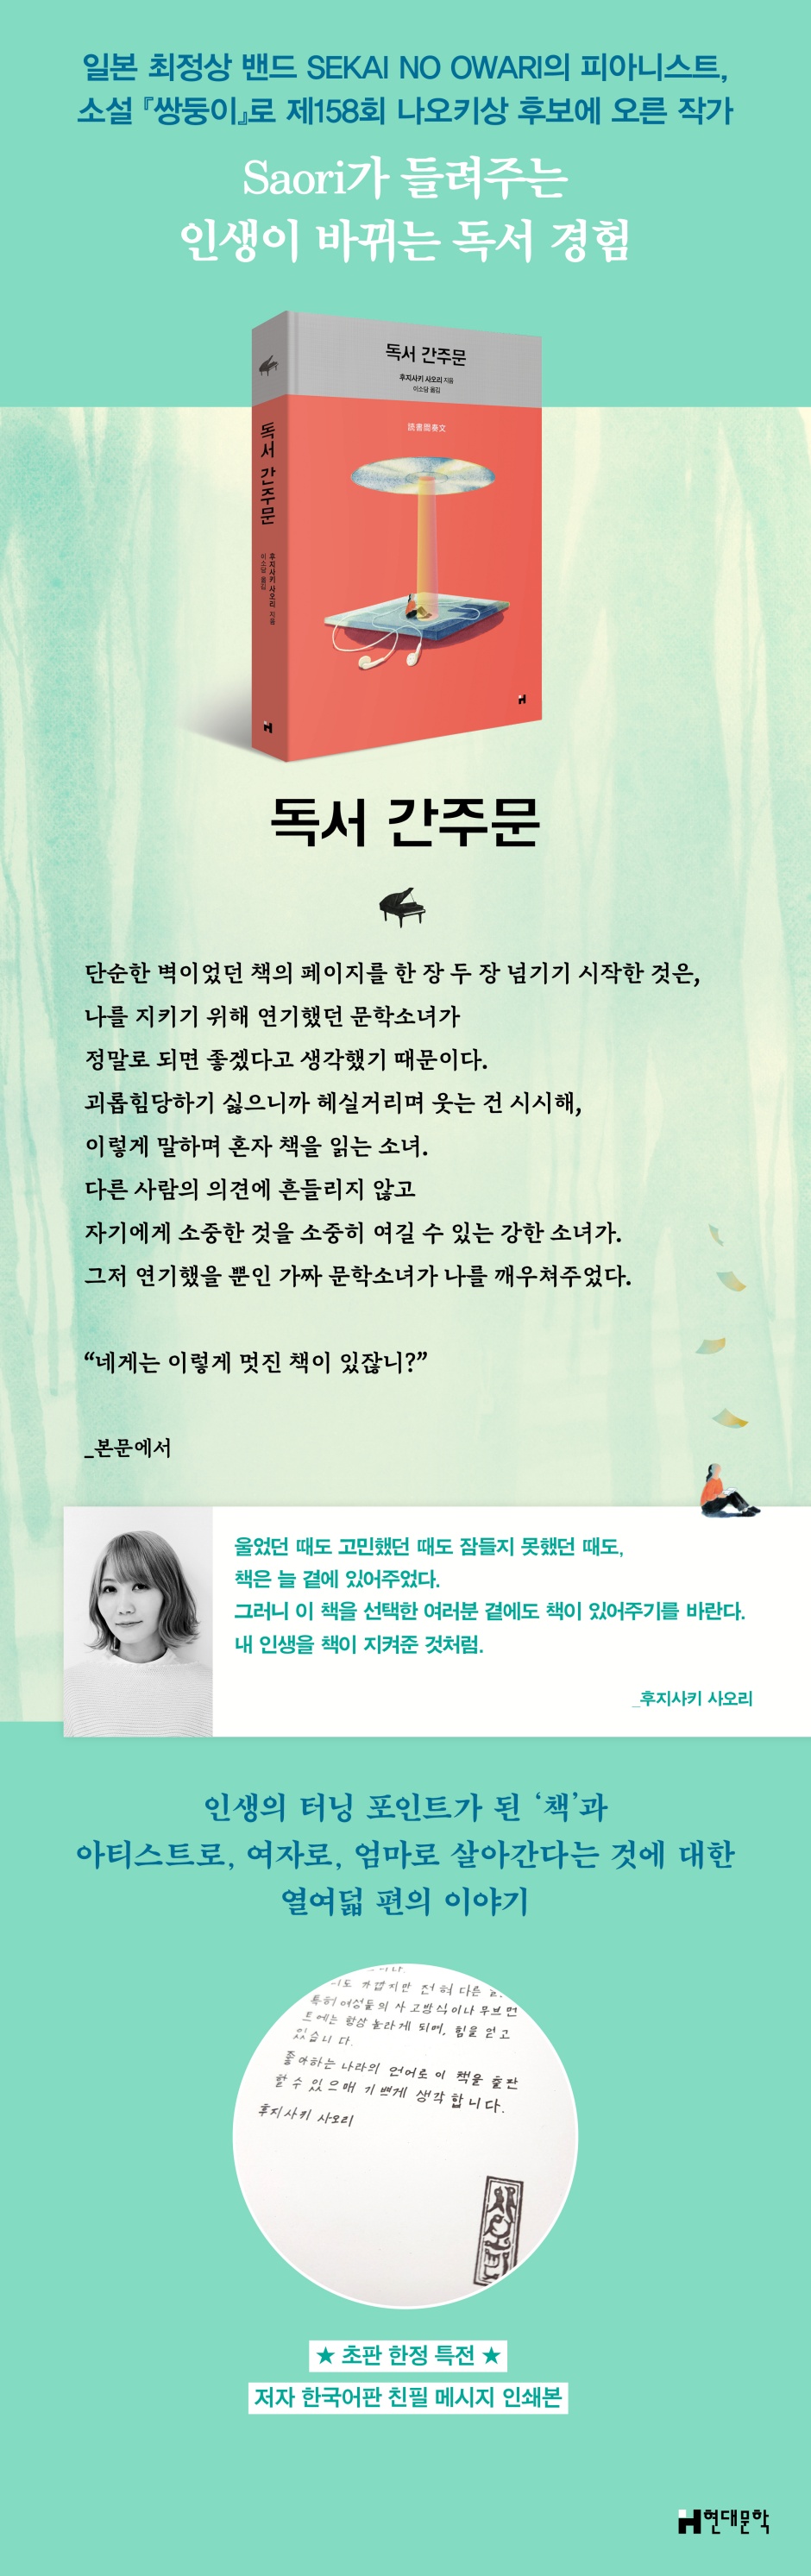 일본 최정상 밴드 SEKAI NO OWARI의 피아니스트,
소설 『쌍둥이』로 제158회 나오키상 후보에 오른 작가
Saori가 들려주는
인생이 바뀌는 독서 경험
독서 간주문
후지사키 사오리 지음
이소담 옮김
読書間奏文
독서 간주문
후지사키 사오리 지음
이소담 옮김
독서 간주문
단순한 벽이었던 책의 페이지를 한 장 두 장 넘기기 시작한 것은,
나를 지키기 위해 연기했던 문학소녀가
정말로 되면 좋겠다고 생각했기 때문이다.
괴롭힘당하기 싫으니까 헤실거리며 웃는 건 시시해,
이렇게 말하며 혼자 책을 읽는 소녀.
다른 사람의 의견에 흔들리지 않고
자기에게 소중한 것을 소중히 여길 수 있는 강한 소녀가.
그저 연기했을 뿐인 가짜 문학소녀가 나를 깨우쳐주었다.
“네게는 이렇게 멋진 책이 있잖니?”
_본문에서
울었던 때도 고민했던 때도 잠들지 못했던 때도,
책은 늘 곁에 있어주었다.
그러니 이 책을 선택한 여러분 곁에도 책이 있어주기를 바란다.
내 인생을 책이 지켜준 것처럼.
_후지사키 사오리
인생의 터닝 포인트가 된 ‘책’과
아티스트로, 여자로, 엄마로 살아간다는 것에 대한
열여덟 편의 이야기
까깝지만 전혀 다른
특히 여성들의 사고방식이나 무브먼
트에는 항상 놀라게 되며, 힘을 얻고
있습니다.
좋아하는 나라의 언어로 이 책을 출판
할 수 있으매 기쁘게 생각합니다.
후지사키 사오리
사오리
★ 초판 한정 특전 ★
저자 한국어판 친필 메시지 인쇄본
현대문학